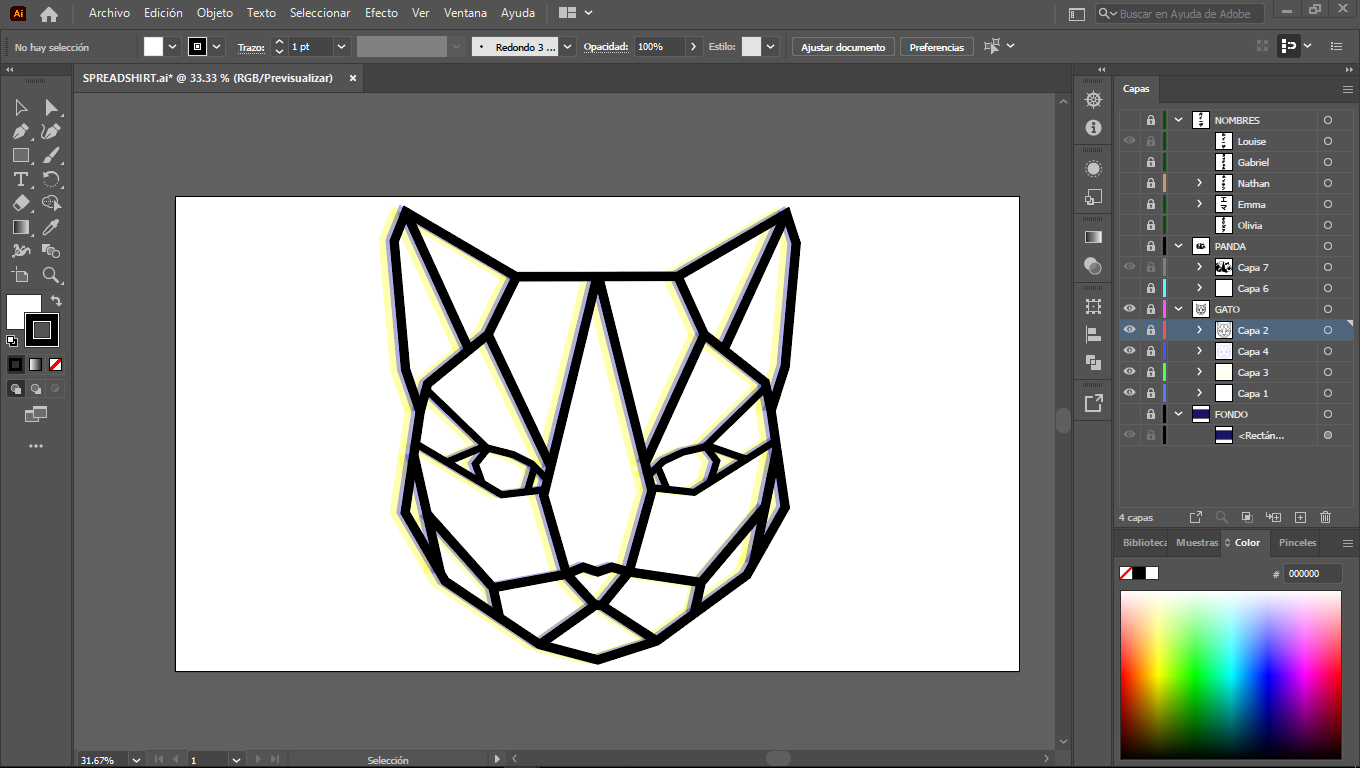 Ai
Archivo Edición Objeto Texto Seleccionar Efecto Ver Ventana Ayuda
Buscar en Ayuda de Adobe
No hay selección
Trazo: 1 pt
Redondo 3 ...
Opacidad: 100%
Estilo:
Ajustar documento
Preferencias
SPREADSHIRT.ai* @ 33.33 % (RGB/Previsualizar) ×
Capas
NOMBRES
Louise
Gabriel
Nathan
Emma
Olivia
PANDA
Capa 7
Capa 6
GATO
Capa 2
Capa 4
Capa 3
Capa 1
FONDO
<Rectán...
4 capas
Biblioteca Muestras Color Pinceles
# 000000
31.67% 1 Selección